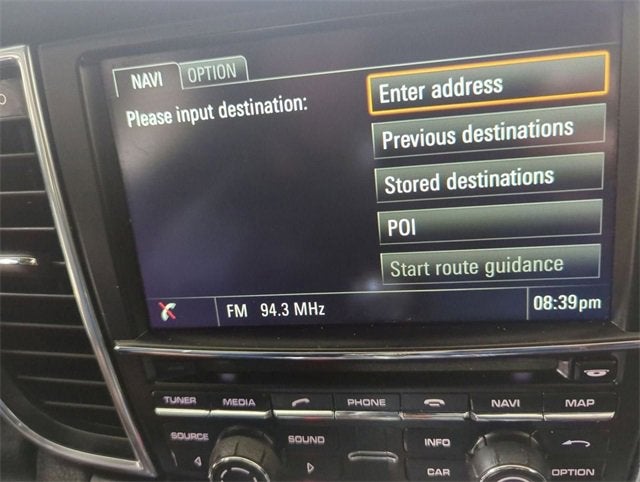 NAVI
OPTION
Please input destination:
Enter address
Previous destinations
Stored destinations
POI
Start route guidance
FM 94.3 MHz
08:39pm
TUNER
MEDIA
PHONE
NAVI
MAP
SOURCE
SOUND
INFO
CAR
OPTION